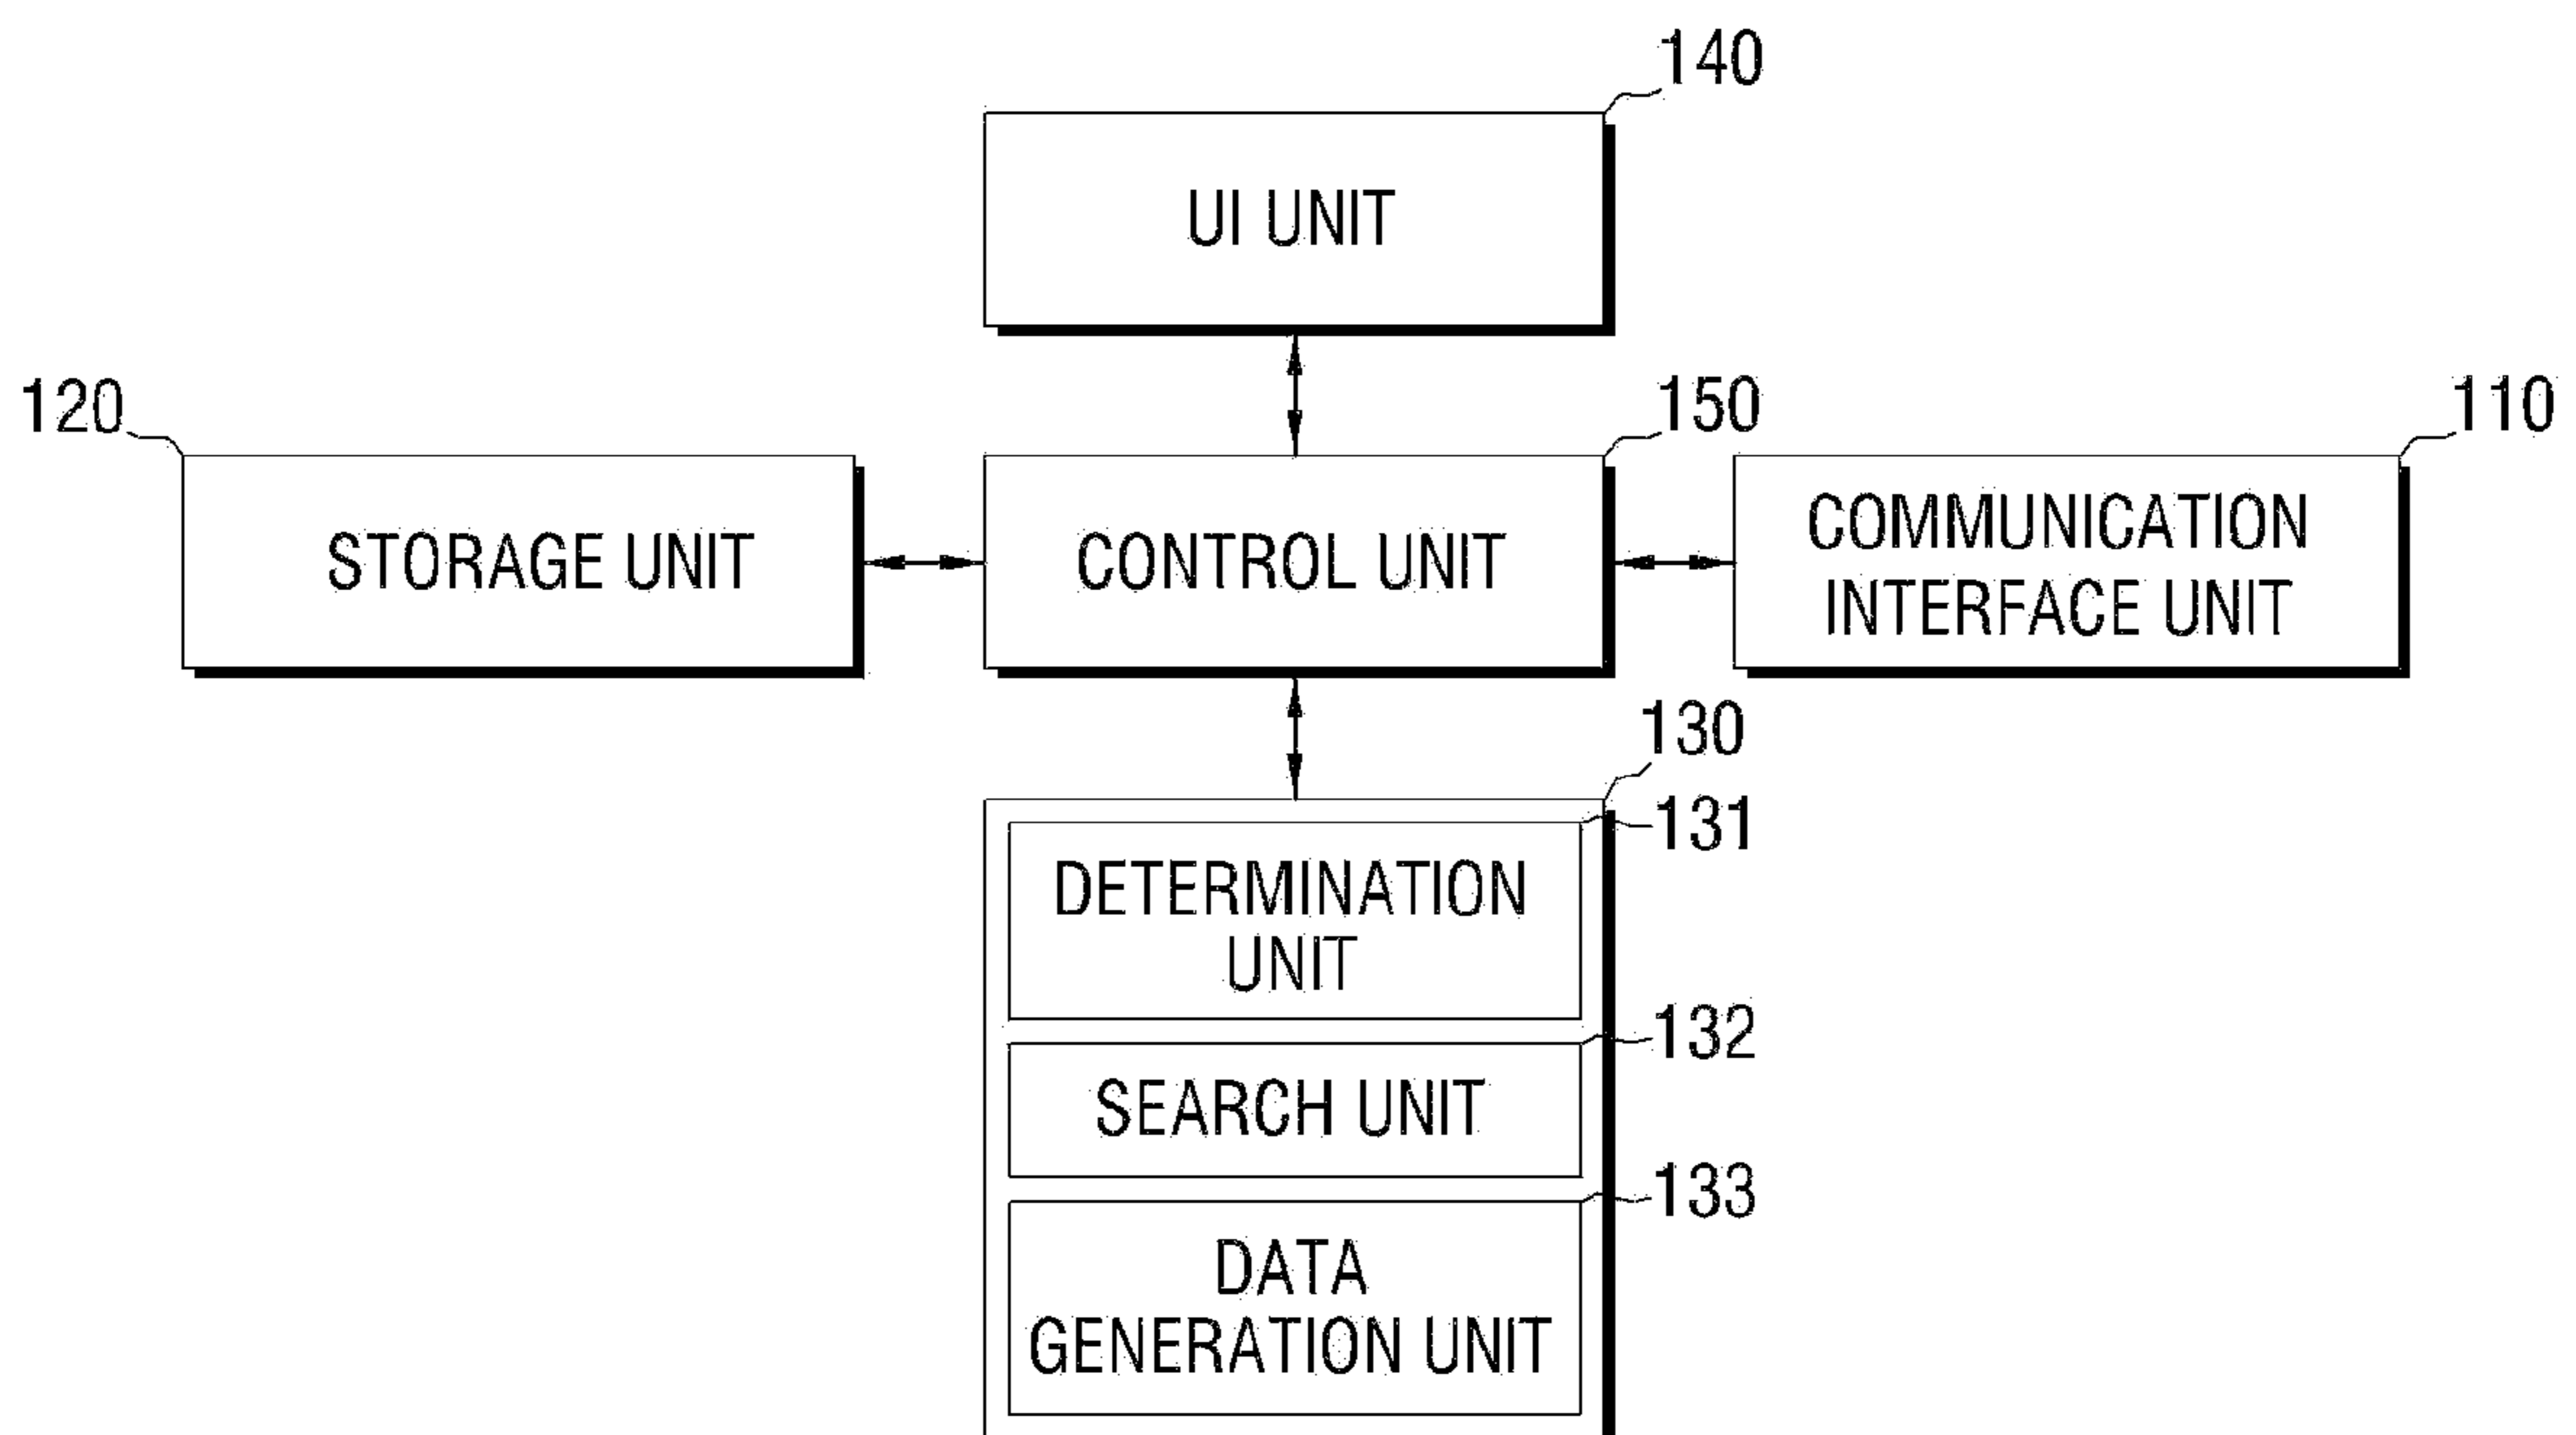 140
UI UNIT
120
150
110
STORAGE UNIT
CONTROL UNIT
COMMUNICATION
INTERFACE UNIT
130
131
DETERMINATION
UNIT
132
SEARCH UNIT
133
DATA
GENERATION UNIT